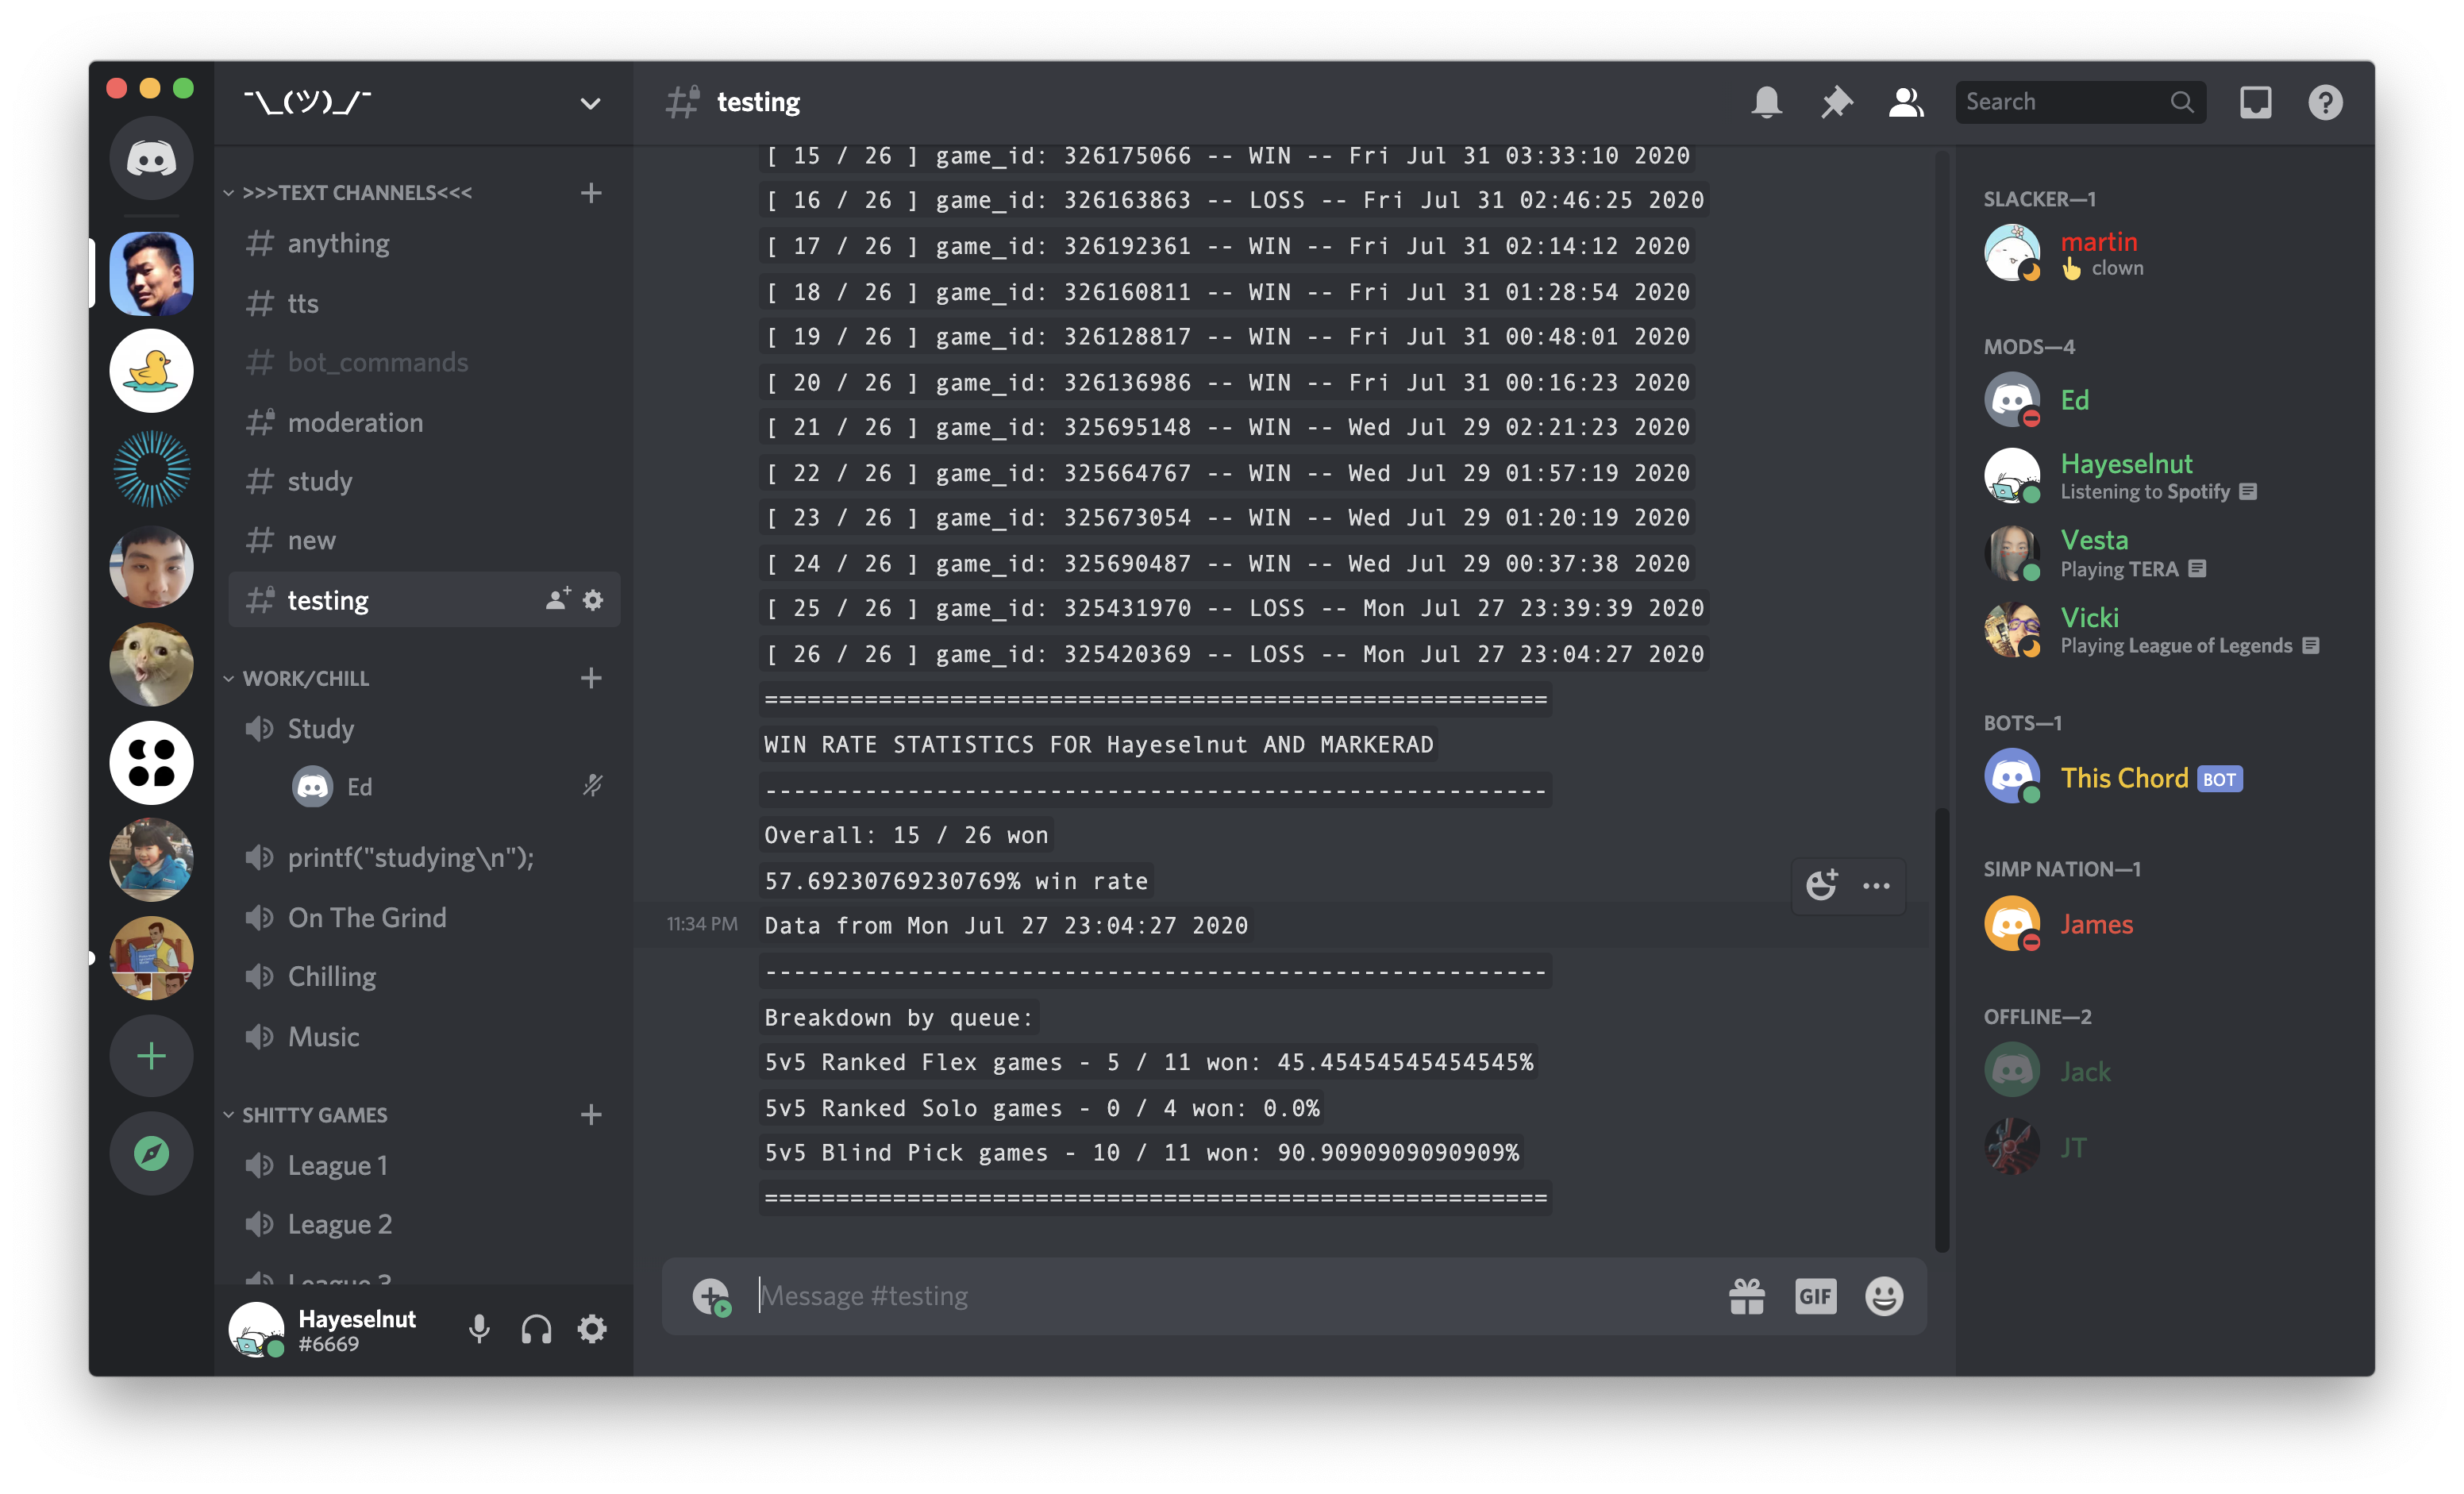 ¯\_(ツ)_/¯
>>>TEXT CHANNELS<<<
anything
tts
bot_commands
moderation
study
new
testing
WORK/CHILL
Study
Ed
printf("studying\n");
On The Grind
Chilling
Music
SHITTY GAMES
League 1
League 2
League 3
Hayeselnut
#6669
testing
Search
[ 15 / 26 ] game_id: 326175066 -- WIN -- Fri Jul 31 03:33:10 2020
[ 16 / 26 ] game_id: 326163863 -- LOSS -- Fri Jul 31 02:46:25 2020
[ 17 / 26 ] game_id: 326192361 -- WIN -- Fri Jul 31 02:14:12 2020
[ 18 / 26 ] game_id: 326160811 -- WIN -- Fri Jul 31 01:28:54 2020
[ 19 / 26 ] game_id: 326128817 -- WIN -- Fri Jul 31 00:48:01 2020
[ 20 / 26 ] game_id: 326136986 -- WIN -- Fri Jul 31 00:16:23 2020
[ 21 / 26 ] game_id: 325695148 -- WIN -- Wed Jul 29 02:21:23 2020
[ 22 / 26 ] game_id: 325664767 -- WIN -- Wed Jul 29 01:57:19 2020
[ 23 / 26 ] game_id: 325673054 -- WIN -- Wed Jul 29 01:20:19 2020
[ 24 / 26 ] game_id: 325690487 -- WIN -- Wed Jul 29 00:37:38 2020
[ 25 / 26 ] game_id: 325431970 -- LOSS -- Mon Jul 27 23:39:39 2020
[ 26 / 26 ] game_id: 325420369 -- LOSS -- Mon Jul 27 23:04:27 2020
=======================================================
WIN RATE STATISTICS FOR Hayeselnut AND MARKERAD
-------------------------------------------------------
Overall: 15 / 26 won
57.69230769230769% win rate
11:34 PM Data from Mon Jul 27 23:04:27 2020
-------------------------------------------------------
Breakdown by queue:
5v5 Ranked Flex games - 5 / 11 won: 45.45454545454545%
5v5 Ranked Solo games - 0 / 4 won: 0.0%
5v5 Blind Pick games - 10 / 11 won: 90.9090909090909%
=======================================================
Message #testing
GIF
SLACKER—1
martin
👆 clown
MODS—4
Ed
Hayeselnut
Listening to Spotify
Vesta
Playing TERA
Vicki
Playing League of Legends
BOTS—1
This Chord BOT
SIMP NATION—1
James
OFFLINE—2
Jack
JT